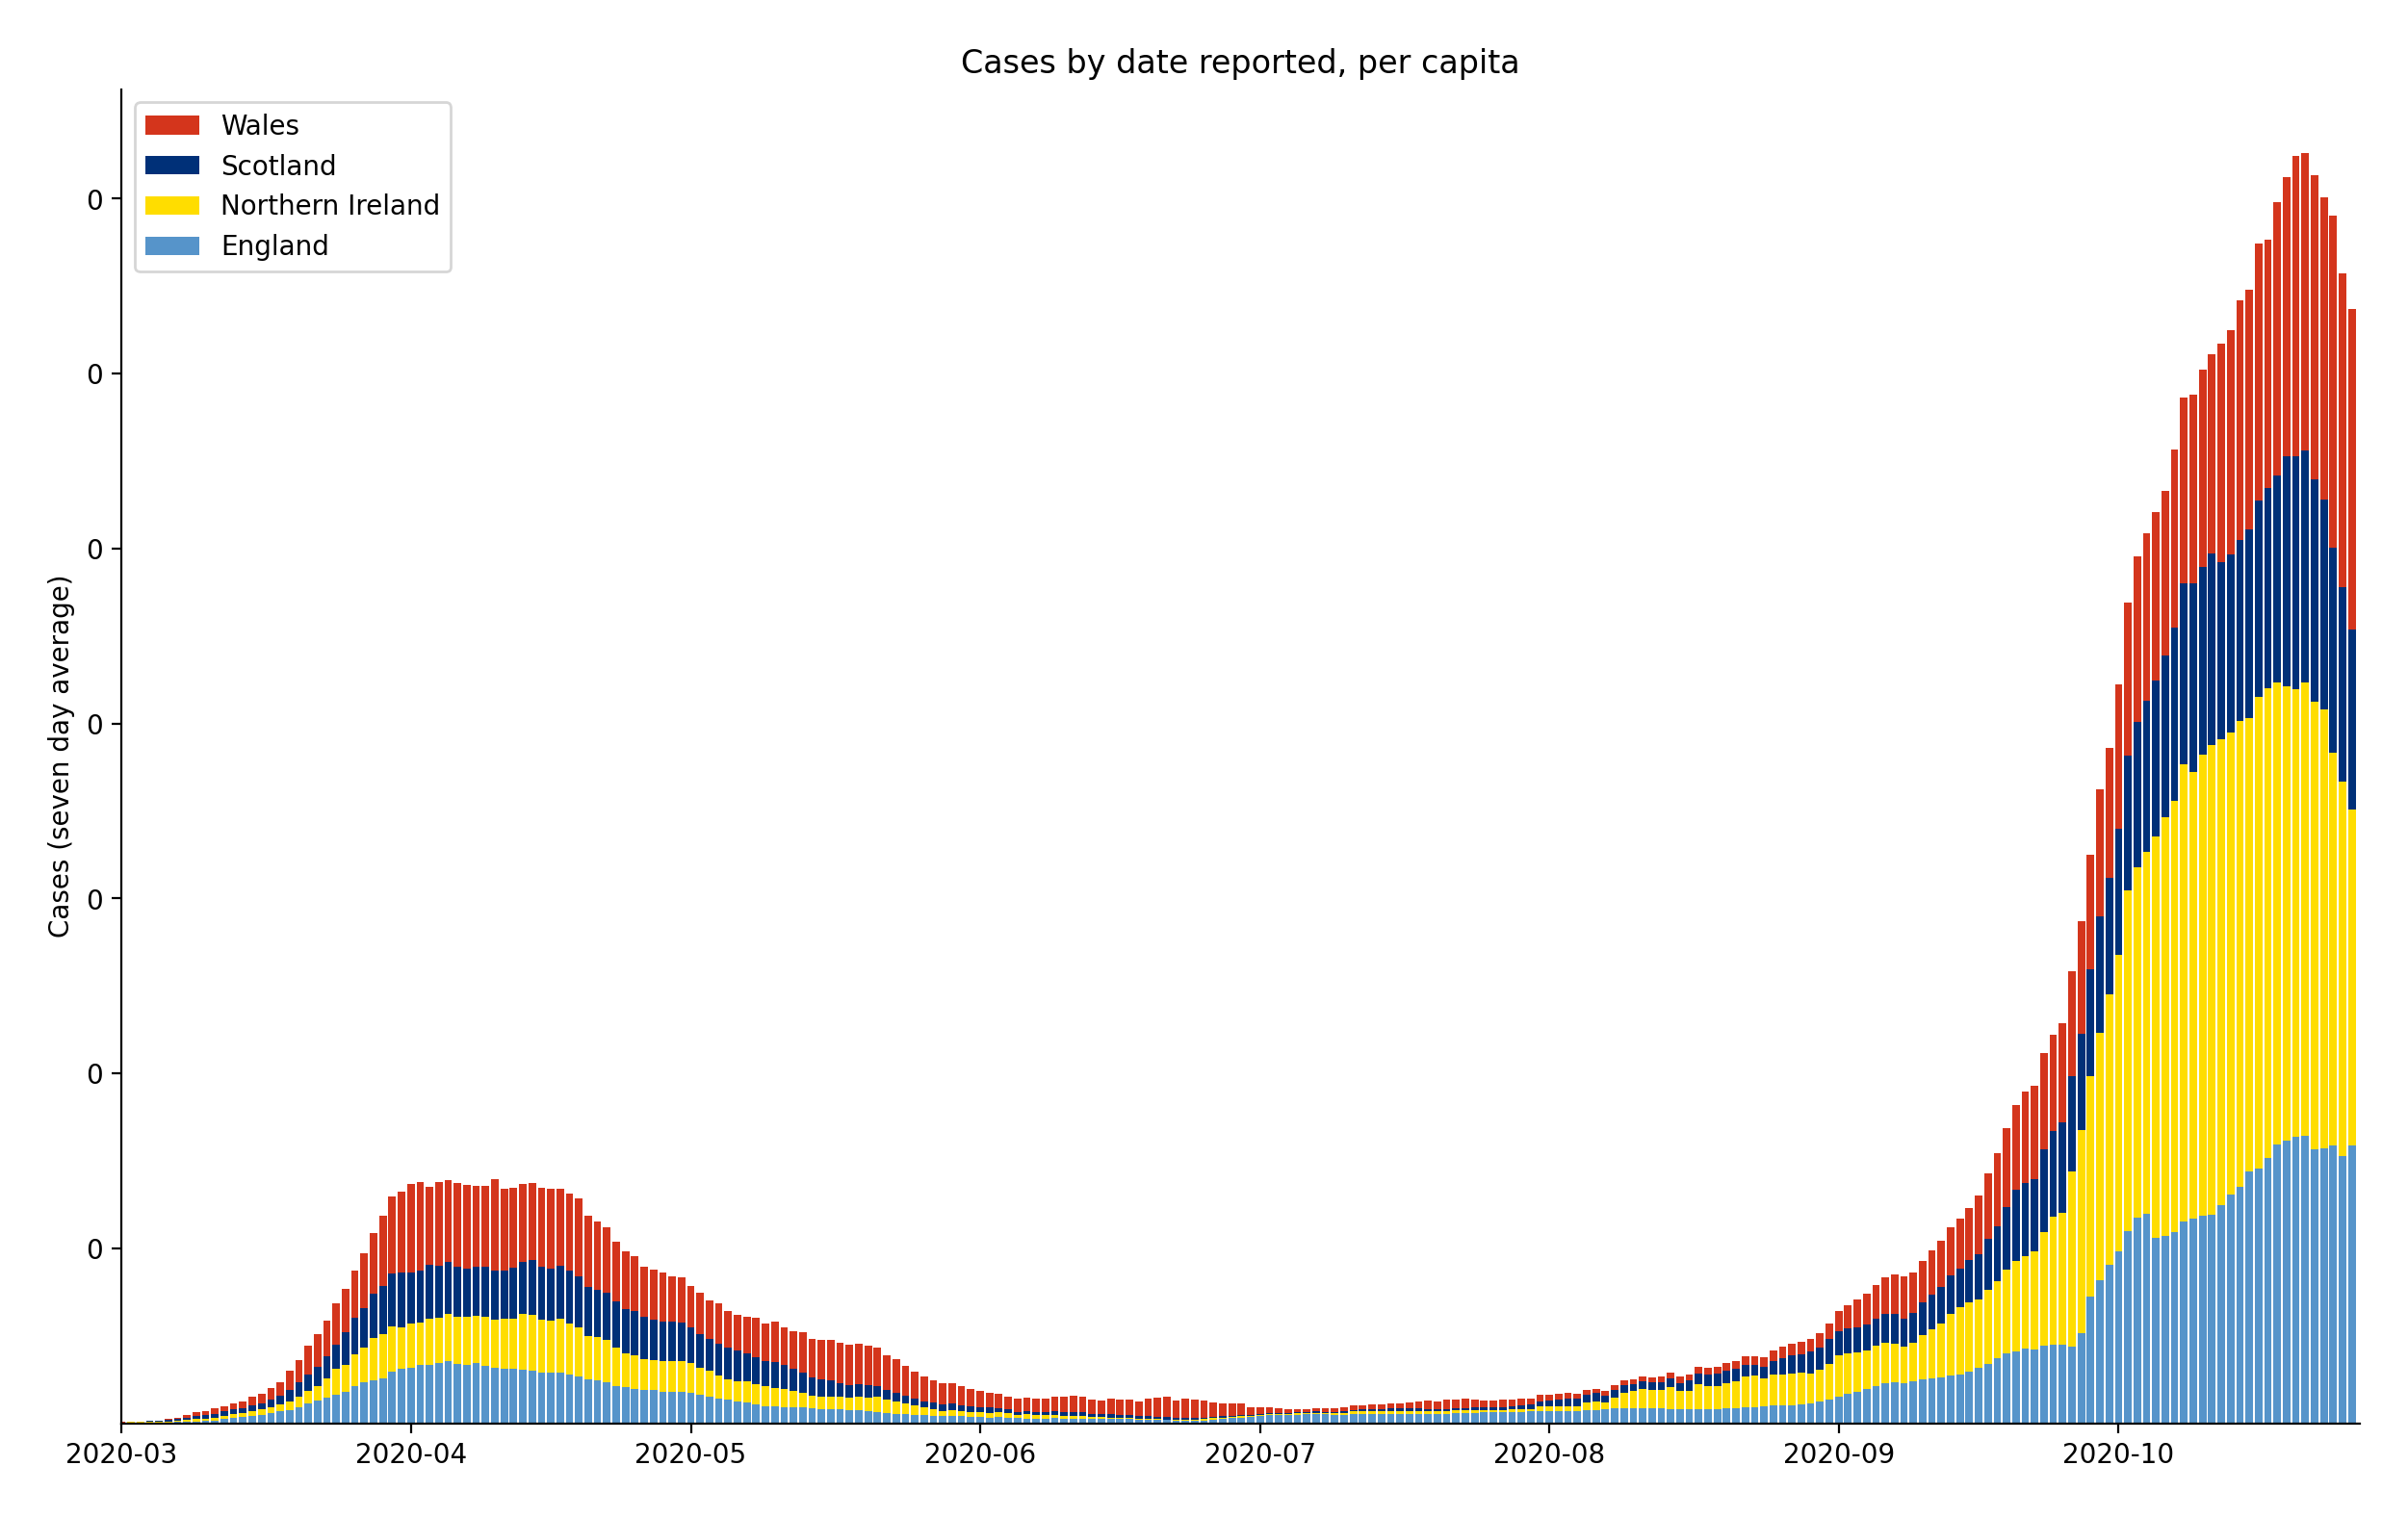 Cases by date reported, per capita
Wales
Scotland
Northern Ireland
England
0
0
0
0
0
0
0
Cases (seven day average)
2020-03
2020-04
2020-05
2020-06
2020-07
2020-08
2020-09
2020-10